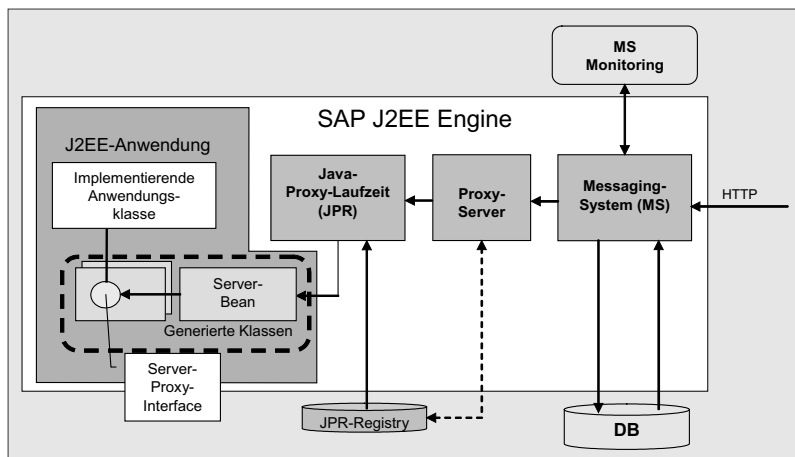 MS
Monitoring
SAP J2EE Engine
J2EE-Anwendung
Implementierende
Anwendungs-
klasse
Java-
Proxy-Laufzeit
(JPR)
Proxy-
Server
Messaging-
System (MS)
HTTP
Server-
Bean
Generierte Klassen
Server-
Proxy-
Interface
JPR-Registry
DB